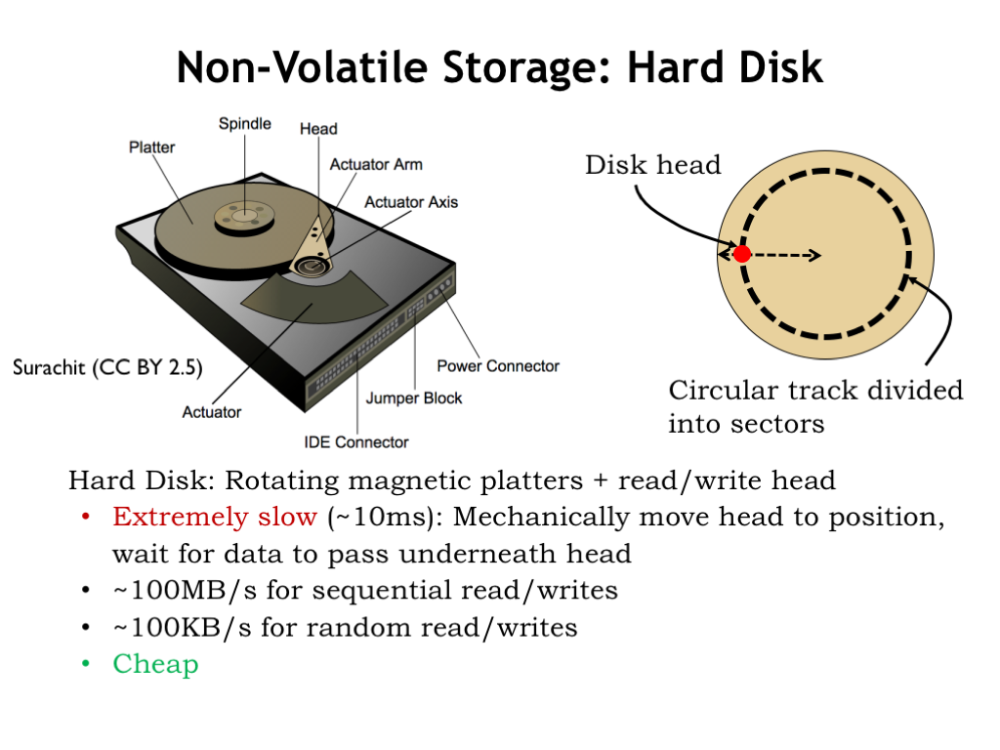 Non-Volatile Storage: Hard Disk
Spindle
Head
Platter
Actuator Arm
Actuator Axis
Power Connector
Jumper Block
IDE Connector
Actuator
Surachit (CC BY 2.5)
Disk head
Circular track divided
into sectors
Hard Disk: Rotating magnetic platters + read/write head
• Extremely slow (~10ms): Mechanically move head to position,
wait for data to pass underneath head
• ~100MB/s for sequential read/writes
• ~100KB/s for random read/writes
• Cheap